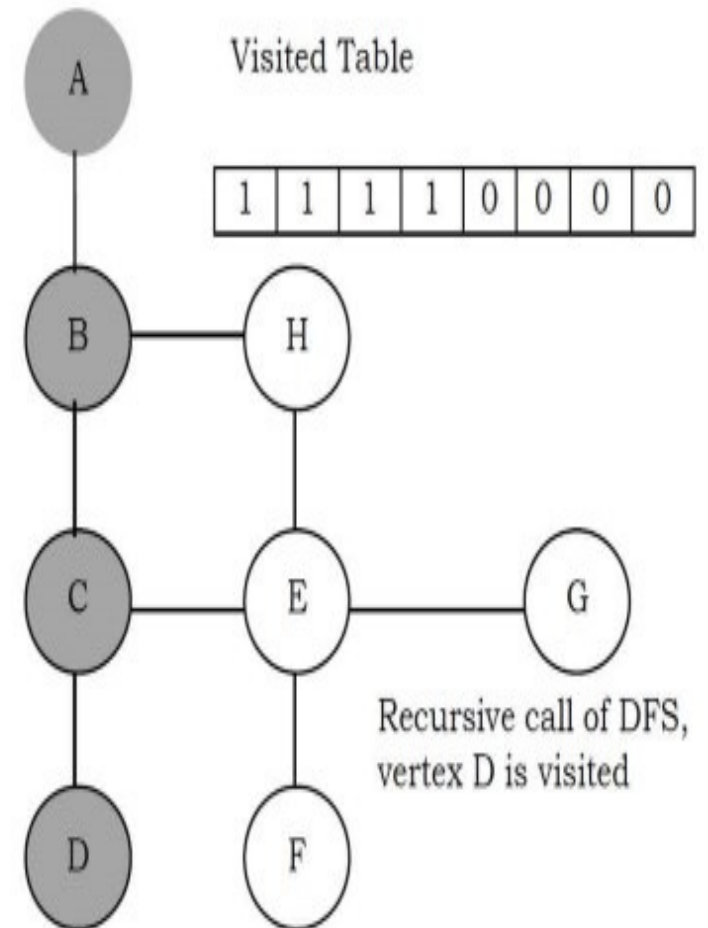 A
Visited Table
1 1 1 1 0 0 0 0
B H
C E G
Recursive call of DFS,
vertex D is visited
D F